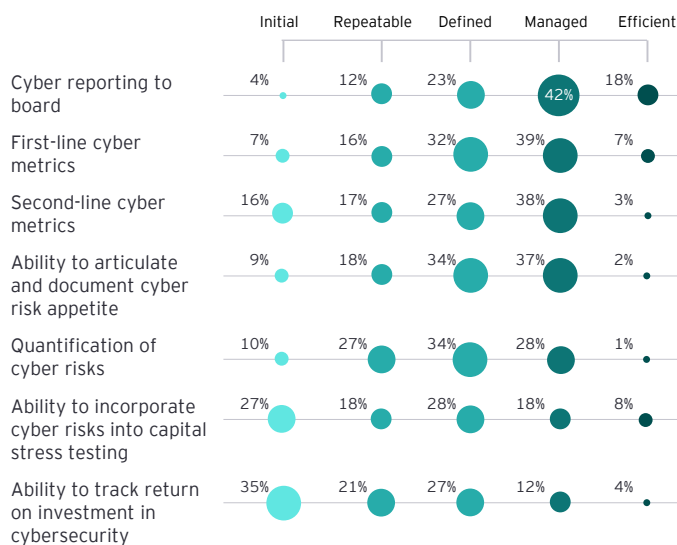 Initial Repeatable Defined Managed Efficient
Cyber reporting to
board
4% 12% 23% 42% 18%
First-line cyber
metrics
7% 16% 32% 39% 7%
Second-line cyber
metrics
16% 17% 27% 38% 3%
Ability to articulate
and document cyber
risk appetite
9% 18% 34% 37% 2%
Quantification of
cyber risks
10% 27% 34% 28% 1%
Ability to incorporate
cyber risks into capital
stress testing
27% 18% 28% 18% 8%
Ability to track return
on investment in
cybersecurity
35% 21% 27% 12% 4%